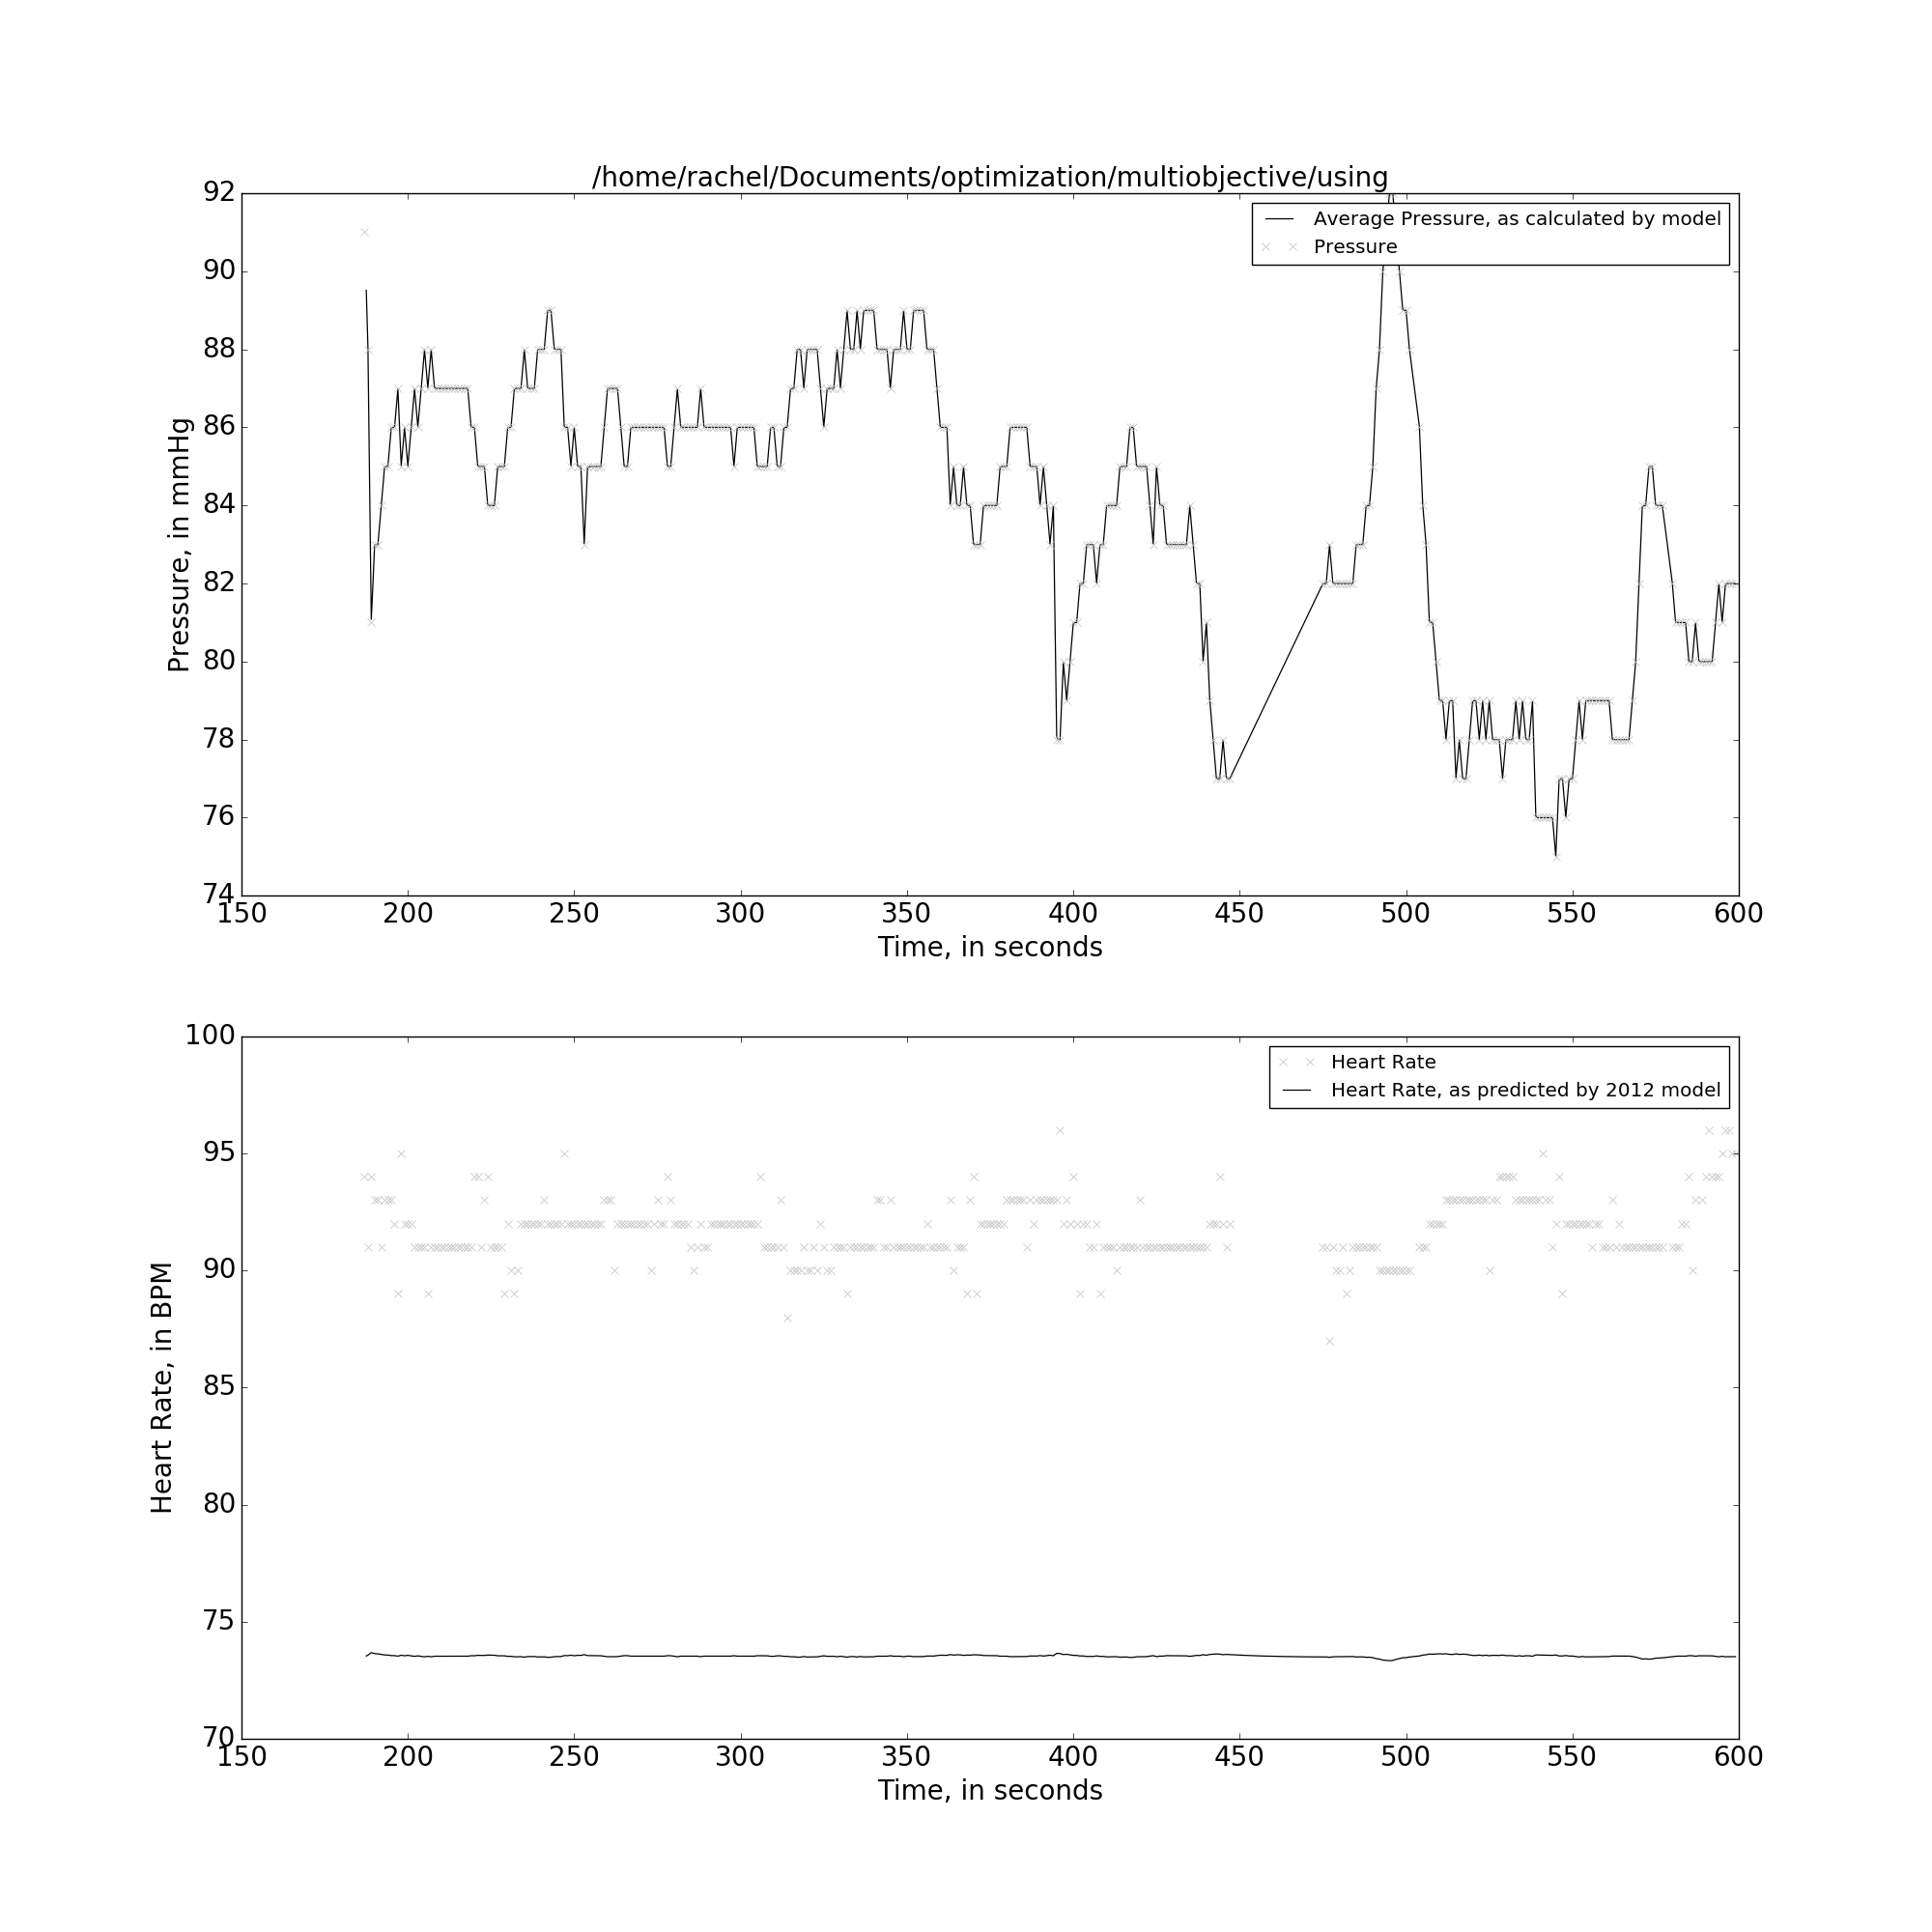 /home/rachel/Documents/optimization/multiobjective/using
92
90
88
86
84
82
80
78
76
74
Pressure, in mmHg
Average Pressure, as calculated by model
Pressure
150 200 250 300 350 400 450 500 550 600
Time, in seconds
100
95
90
85
80
75
70
Heart Rate, in BPM
Heart Rate
Heart Rate, as predicted by 2012 model
150 200 250 300 350 400 450 500 550 600
Time, in seconds